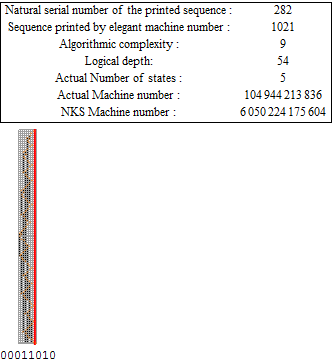 Natural serial number of the printed sequence : 282
Sequence printed by elegant machine number : 1021
Algorithmic complexity : 9
Logical depth: 54
Actual Number of states : 5
Actual Machine number : 104 944 213 836
NKS Machine number : 6 050 224 175 604
00011010